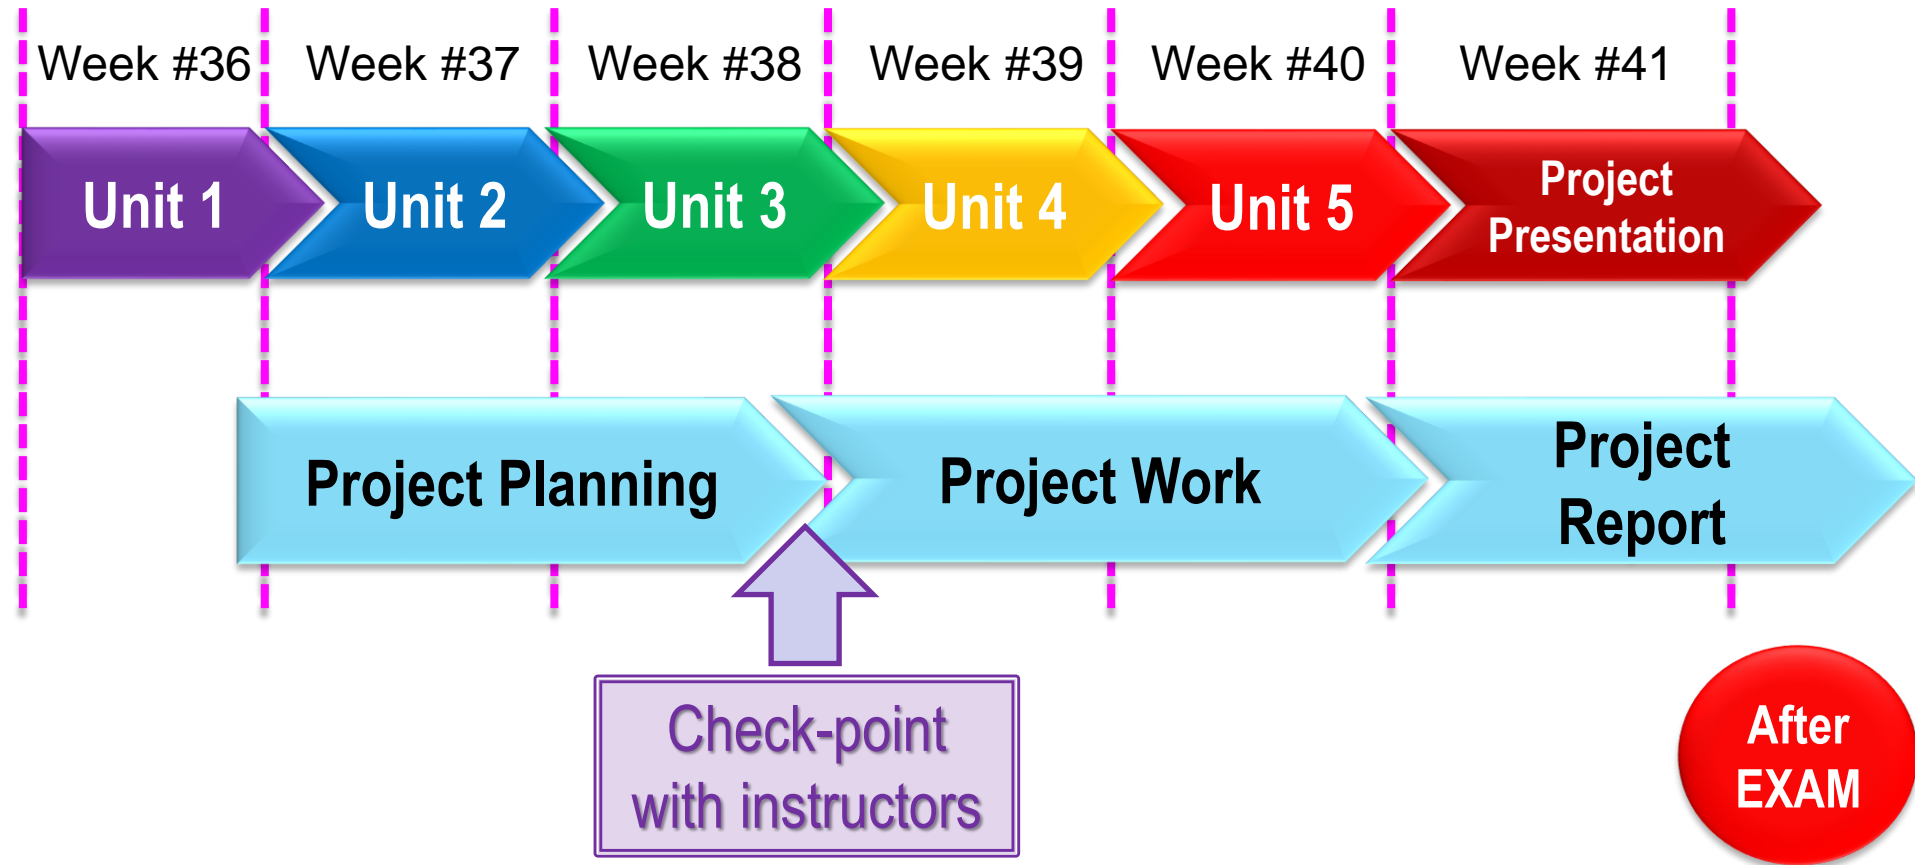 Week #36 Week #37 Week #38 Week #39 Week #40 Week #41
Unit 1 Unit 2 Unit 3 Unit 4 Unit 5
Project
Presentation
Project Planning
Project Work
Project
Report
Check-point
with instructors
After
EXAM